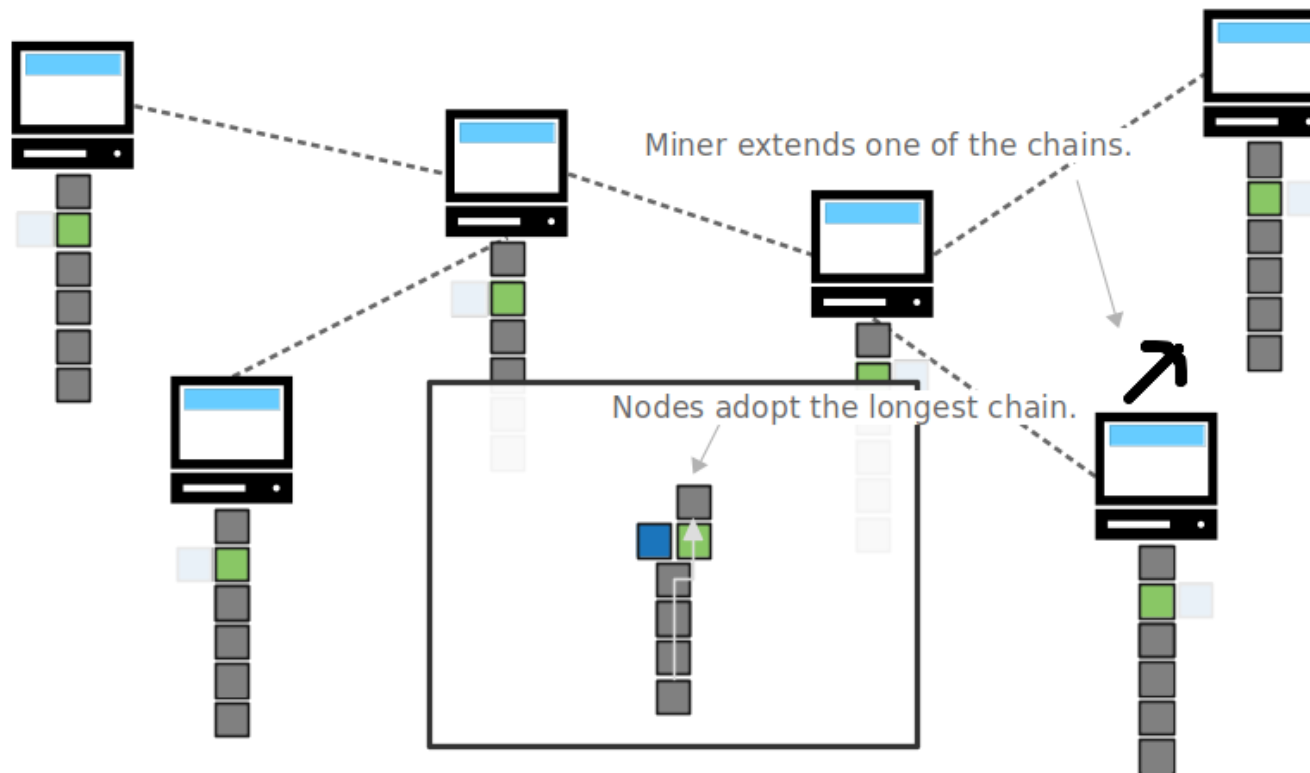 Miner extends one of the chains.
Nodes adopt the longest chain.